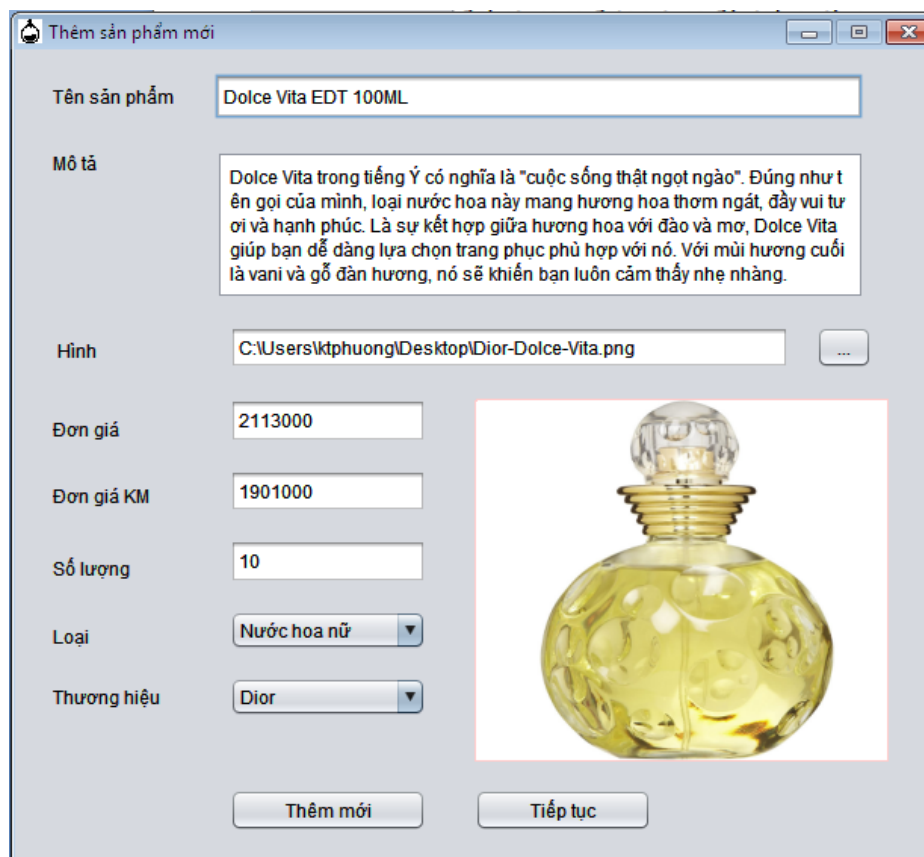 Thêm sản phẩm mới
Tên sản phẩm
Dolce Vita EDT 100ML
Mô tả
Dolce Vita trong tiếng Ý có nghĩa là "cuộc sống thật ngọt ngào". Đúng như t
ên gọi của mình, loại nước hoa này mang hương hoa thơm ngát, đầy vui tư
ơi và hạnh phúc. Là sự kết hợp giữa hương hoa với đào và mơ, Dolce Vita
giúp bạn dễ dàng lựa chọn trang phục phù hợp với nó. Với mùi hương cuối
là vani và gỗ đàn hương, nó sẽ khiến bạn luôn cảm thấy nhẹ nhàng.
Hình
C:\Users\ktphuong\Desktop\Dior-Dolce-Vita.png
...
Đơn giá
2113000
Đơn giá KM
1901000
Số lượng
10
Loại
Nước hoa nữ
Thương hiệu
Dior
Thêm mới
Tiếp tục